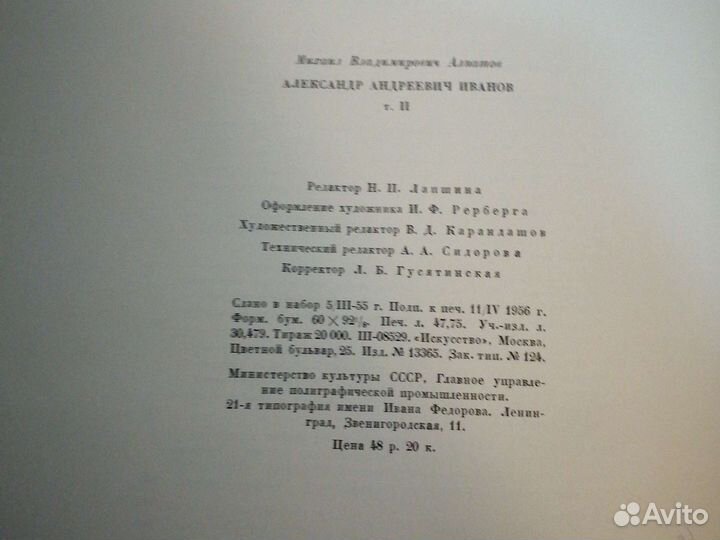 Михаил Владимирович Алпатов
АЛЕКСАНДР АНДРЕЕВИЧ ИВАНОВ
т. II
Редактор Н. П. Лапшина
Оформление художника И. Ф. Рерберга
Художественный редактор В. Д. Карандашов
Технический редактор А. А. Сидорова
Корректор Л. Б. Гусятинская
Сдано в набор 5/III-55 г. Подп. к печ. 11/IV 1956 г.
Форм. бум. 60 × 92 1/8. Печ. л. 47,75. Уч.-изд. л.
30,479. Тираж 20 000. Ш-08529. «Искусство», Москва,
Цветной бульвар, 25. Изд. № 13365. Зак. тип. № 124.
Министерство культуры СССР, Главное управле-
ние полиграфической промышленности.
21-я типография имени Ивана Федорова. Ленин-
град, Звенигородская, 11.
Цена 48 р. 20 к.
Avito